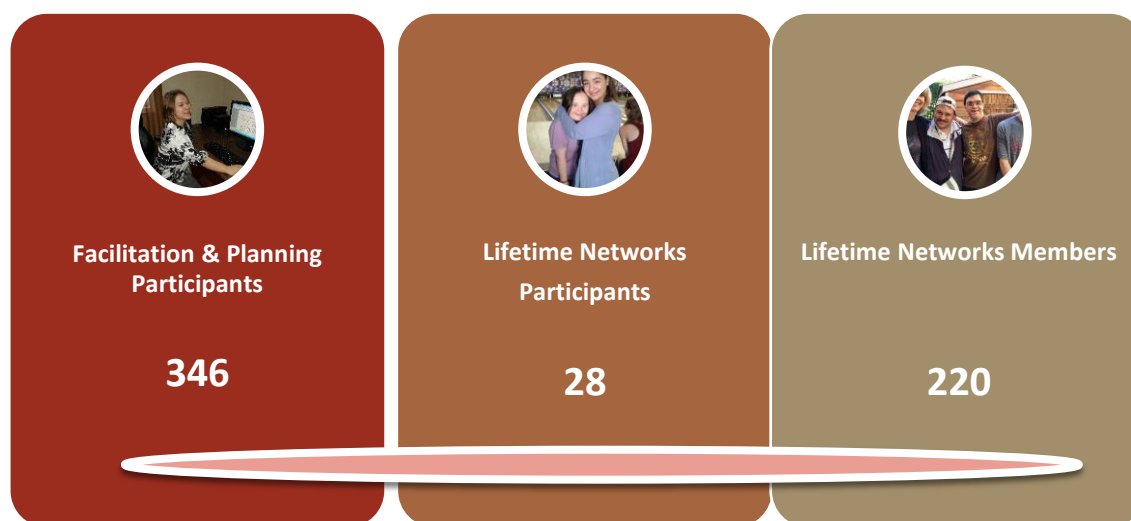 Facilitation & Planning
Participants
346
Lifetime Networks
Participants
28
Lifetime Networks Members
220